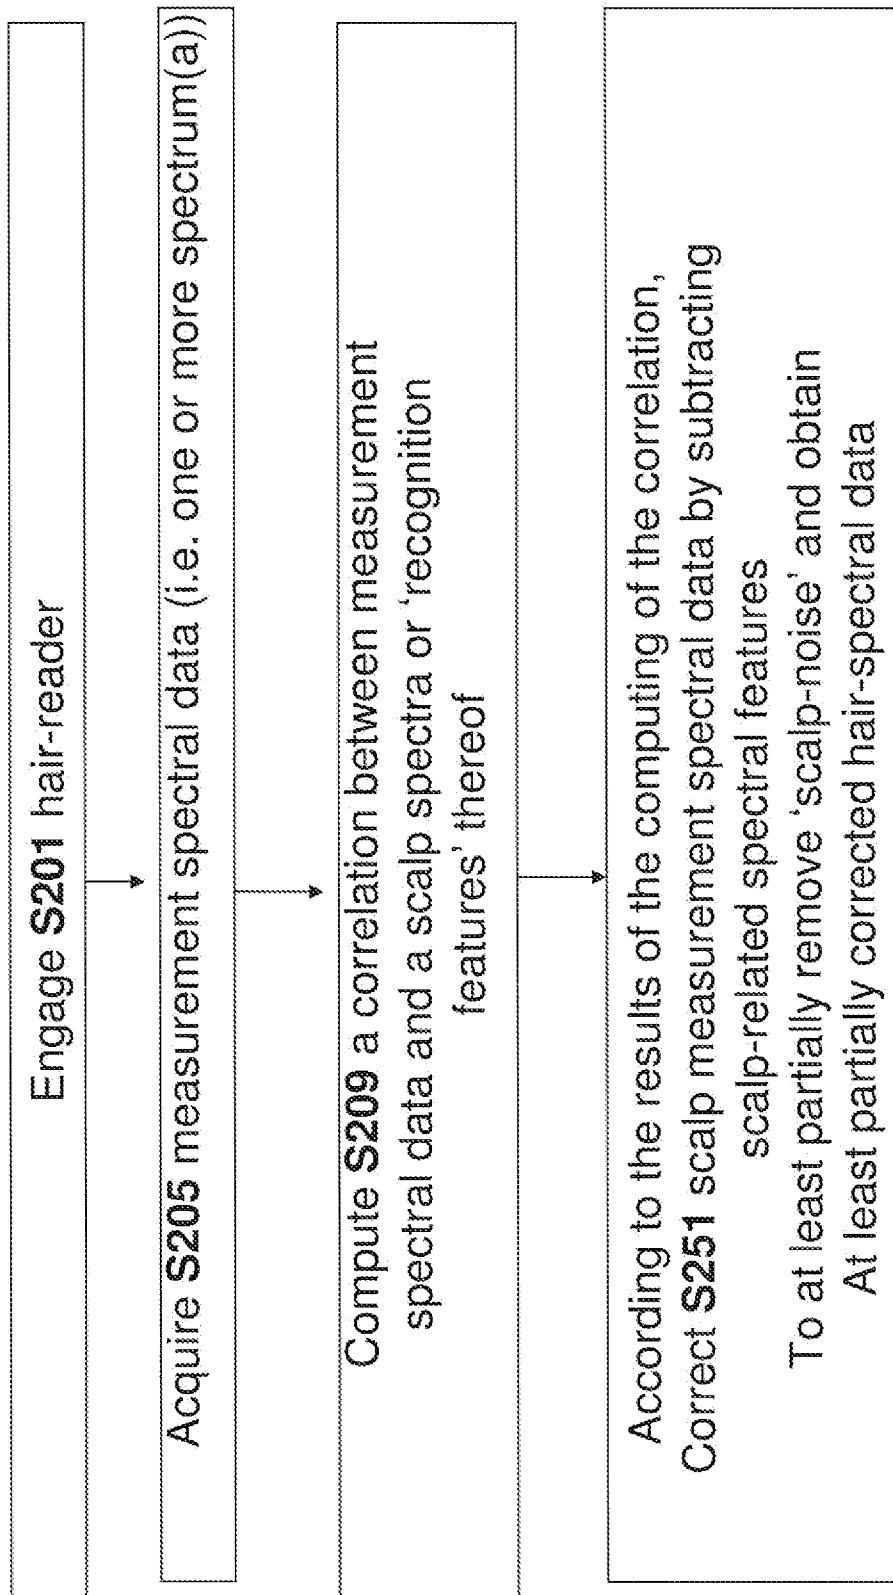 Engage S201 hair-reader
Acquire S205 measurement spectral data (i.e. one or more spectrum(a))
Compute S209 a correlation between measurement
spectral data and a scalp spectra or 'recognition
features' thereof
According to the results of the computing of the correlation,
Correct S251 scalp measurement spectral data by subtracting
scalp-related spectral features
To at least partially remove 'scalp-noise' and obtain
At least partially corrected hair-spectral data